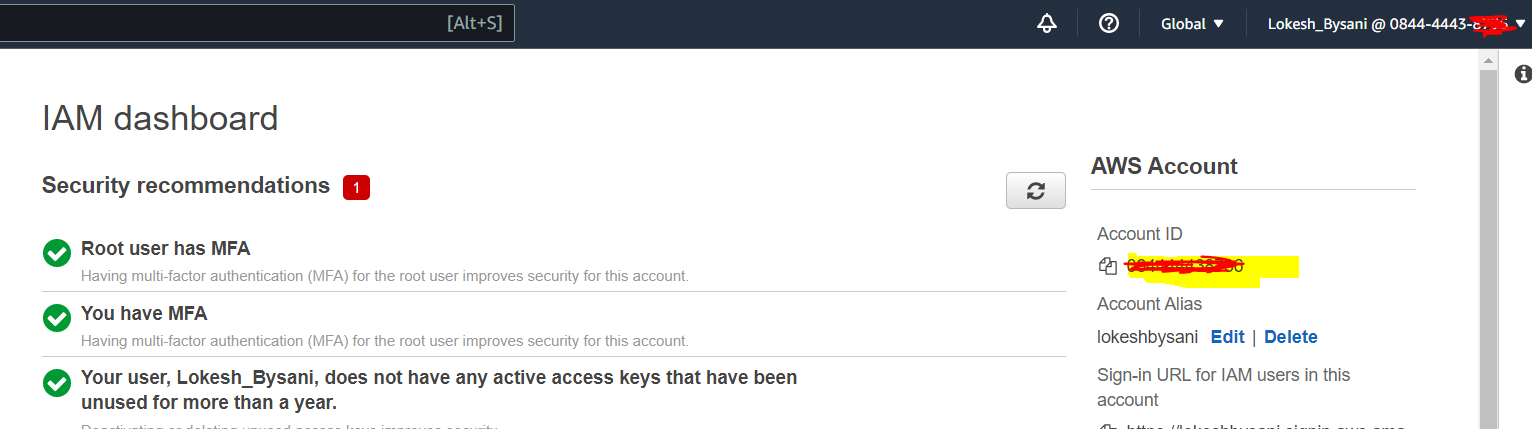 [Alt+S]
Global
Lokesh_Bysani @ 0844-4443-
IAM dashboard
Security recommendations 1
Root user has MFA
Having multi-factor authentication (MFA) for the root user improves security for this account.
You have MFA
Having multi-factor authentication (MFA) for the root user improves security for this account.
Your user, Lokesh_Bysani, does not have any active access keys that have been
unused for more than a year.
AWS Account
Account ID
Account Alias
lokeshbysani Edit | Delete
Sign-in URL for IAM users in this
account